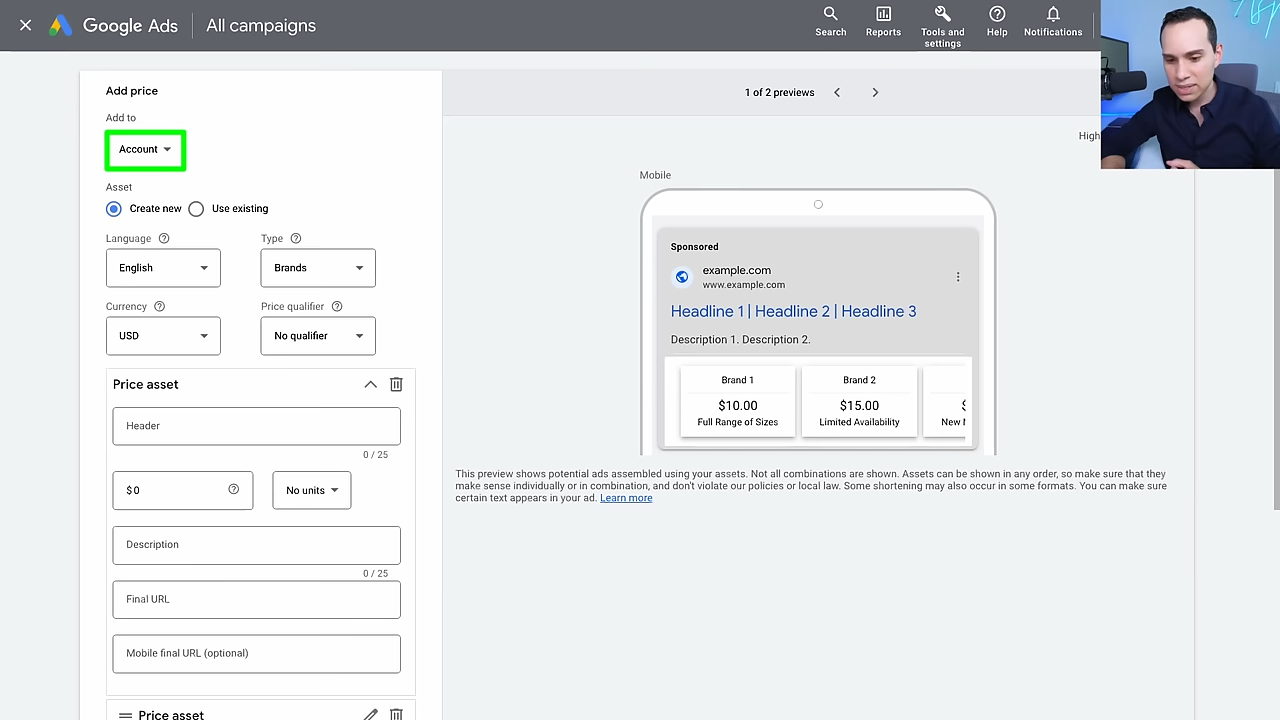 Google Ads
All campaigns
Search
Reports
Tools and
settings
Help
Notifications
Add price
Add to
Account
Asset
Create new
Use existing
Language
Type
English
Brands
Currency
Price qualifier
USD
No qualifier
Price asset
Header
0 / 25
$0
No units
Description
0 / 25
Final URL
Mobile final URL (optional)
Price asset
1 of 2 previews
High
Mobile
Sponsored
example.com
www.example.com
Headline 1 | Headline 2 | Headline 3
Description 1. Description 2.
Brand 1
$10.00
Full Range of Sizes
Brand 2
$15.00
Limited Availability
$
New
This preview shows potential ads assembled using your assets. Not all combinations are shown. Assets can be shown in any order, so make sure that they
make sense individually or in combination, and don't violate our policies or local law. Some shortening may also occur in some formats. You can make sure
certain text appears in your ad. Learn more